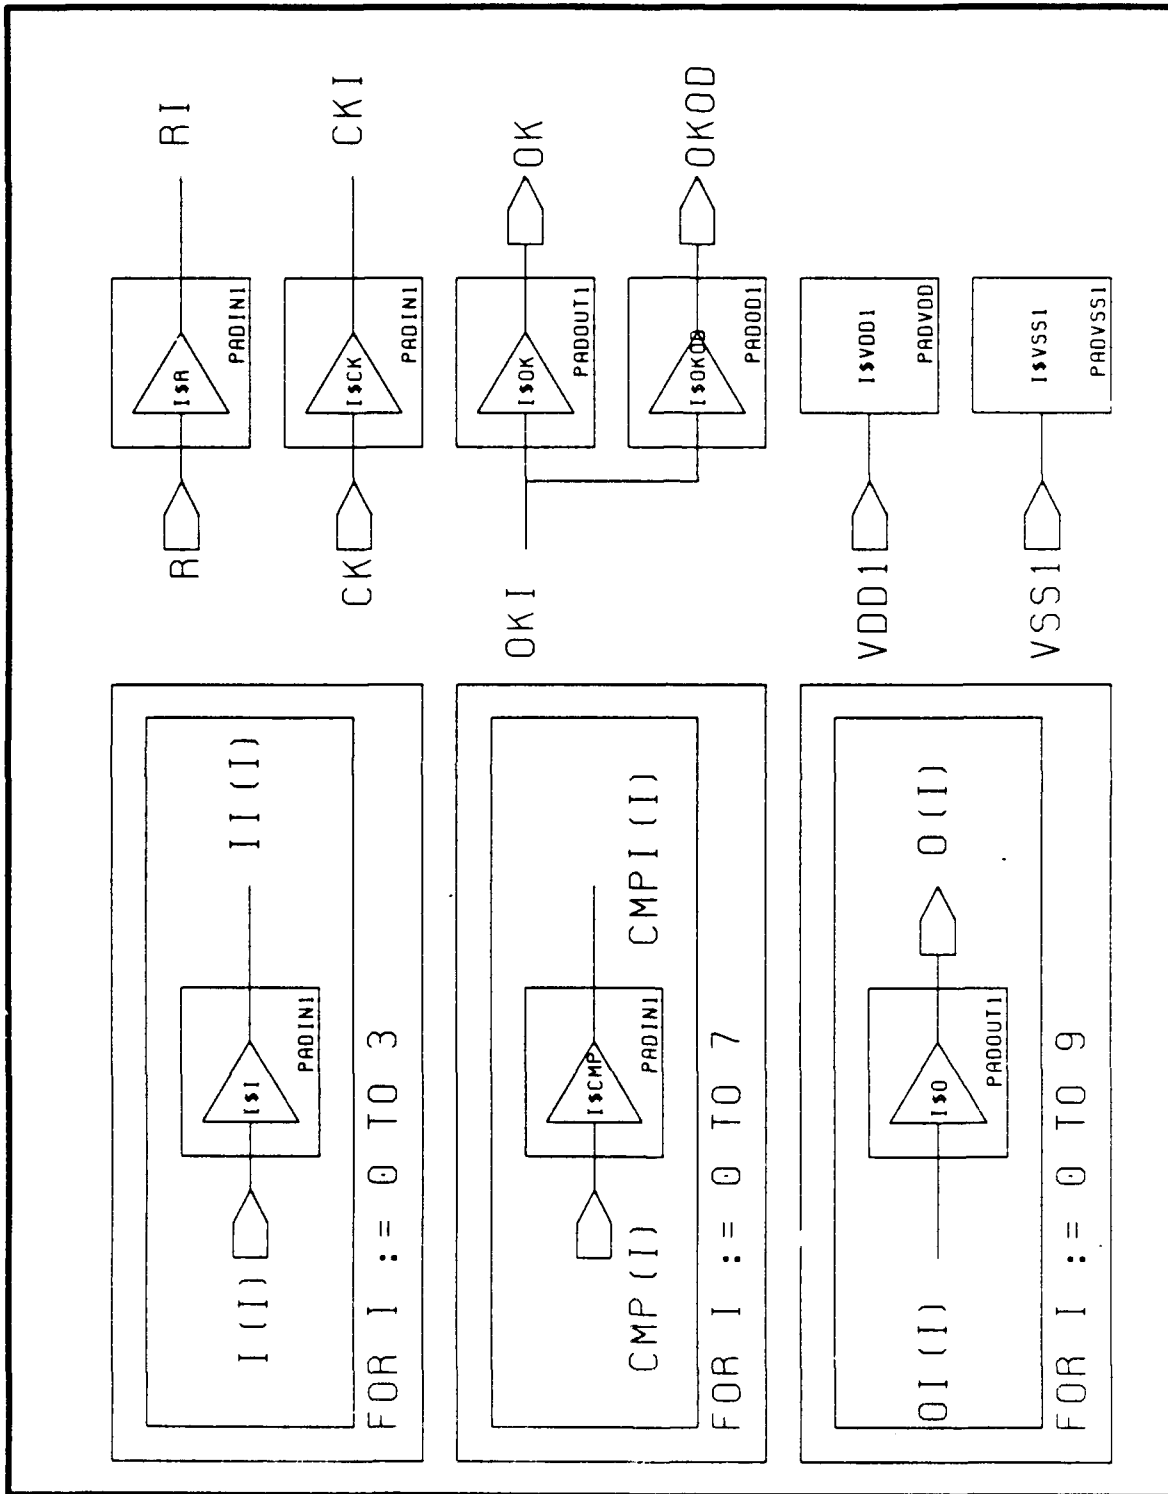 I(I)
I$I
PADIN1
II(I)
FOR I := 0 TO 3
CMP(I)
I$CMP
PADIN1
CMPI(I)
FOR I := 0 TO 7
OI(I)
I$O
PADOUT1
O(I)
FOR I := 0 TO 9
R
I$R
PADIN1
RI
CK
I$CK
PADIN1
CKI
OKI
I$OK
PADOUT1
OK
I$OKOD
PADOD1
OKOD
VDD1
I$VDD1
PADVDD
VSS1
I$VSS1
PADVSS1